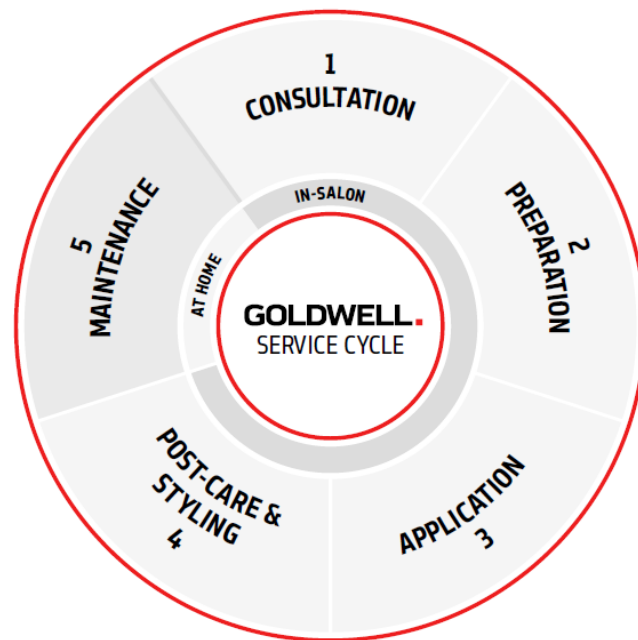 1
CONSULTATION
2
PREPARATION
APPLICATION
3
POST-CARE &
STYLING
4
5
MAINTENANCE
IN-SALON
AT HOME
GOLDWELL.
SERVICE CYCLE